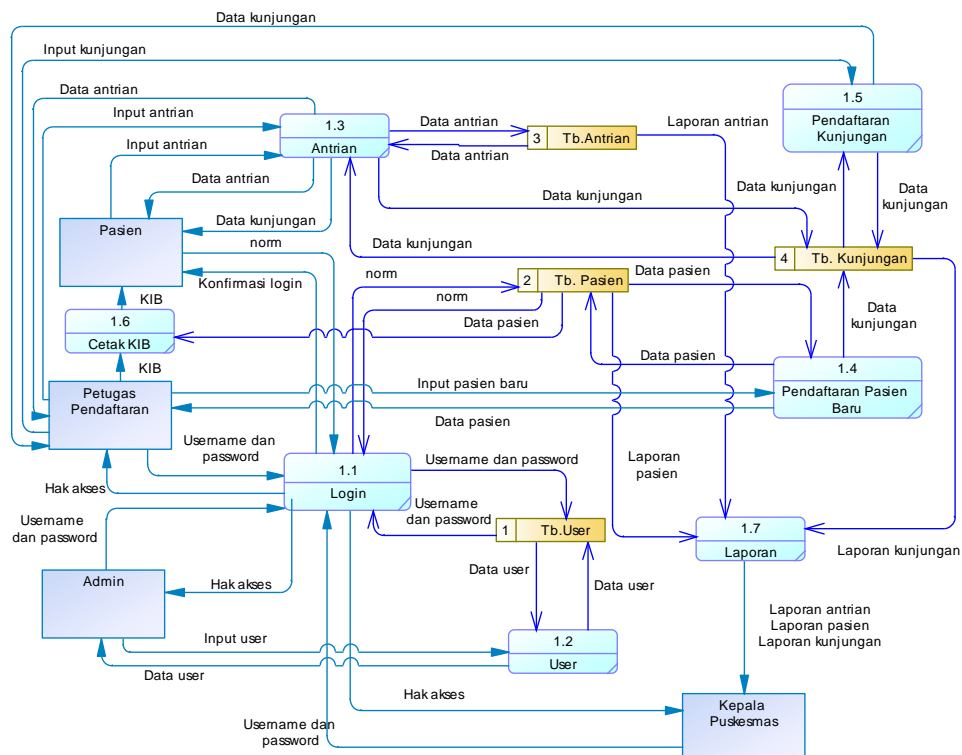 Data kunjungan
Input kunjungan
Data antrian
Input antrian
Input antrian
Data antrian
Data kunjungan
norm
Konfirmasi login
1.3
Antrian
Data antrian
Data antrian
3
Tb.Antrian
Laporan antrian
1.5
Pendaftaran
Kunjungan
Data kunjungan
Data kunjungan
Data kunjungan
Data
kunjungan
Pasien
4
Tb. Kunjungan
norm
norm
2
Tb. Pasien
Data pasien
Data pasien
Data pasien
Data
kunjungan
KIB
1.6
Cetak KIB
KIB
1.4
Pendaftaran Pasien
Baru
Petugas
Pendaftaran
Input pasien baru
Data pasien
Username dan
password
Hak akses
1.1
Login
Username dan password
Username
dan password
Laporan
pasien
Username
dan password
1
Tb.User
1.7
Laporan
Laporan kunjungan
Admin
Hak akses
Data user
Data user
Input user
Data user
1.2
User
Laporan antrian
Laporan pasien
Laporan kunjungan
Hak akses
Username dan
password
Kepala
Puskesmas